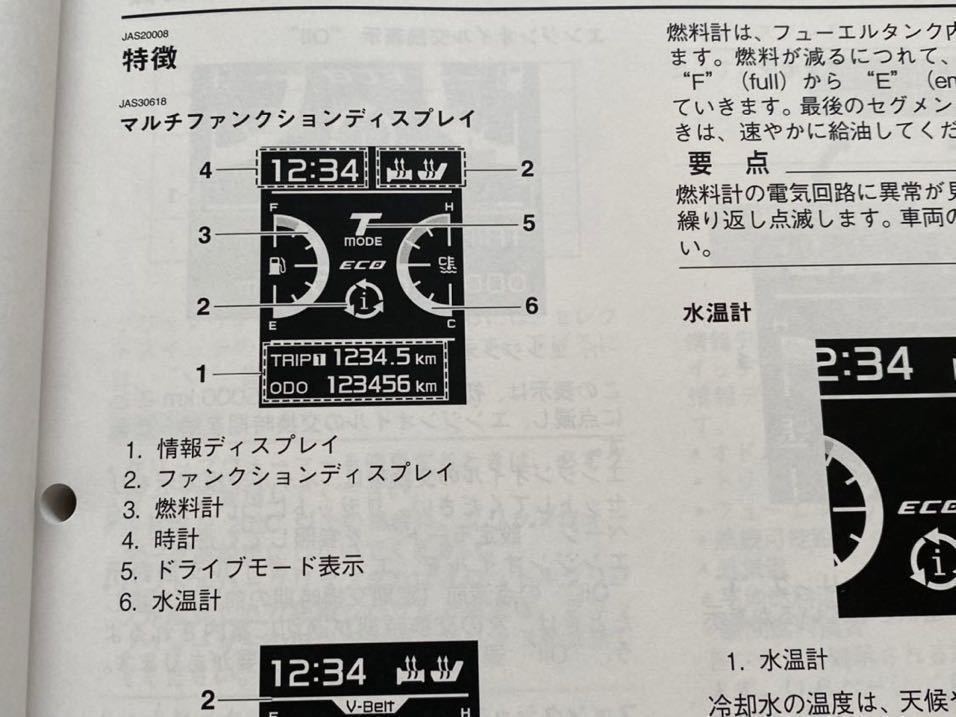 JAS20008
特徴
JAS30618
マルチファンクションディスプレイ
4 12:34 2
F H
T 5
3 MODE
ECO
2 i 6
E C
TRIP1 1234.5 km
1
ODO 123456 km
1. 情報ディスプレイ
2. ファンクションディスプレイ
3. 燃料計
4. 時計
5. ドライブモード表示
6. 水温計
12:34
2 V-Belt
F H
燃料計は、フューエルタンク内
ます。燃料が減るにつれて、
“F”（full）から “E”（em
ていきます。最後のセグメン
きは、速やかに給油してくだ
要 点
燃料計の電気回路に異常が見
繰り返し点滅します。車両の
い。
水温計
2:34
ECO
i
1. 水温計
冷却水の温度は、天候や